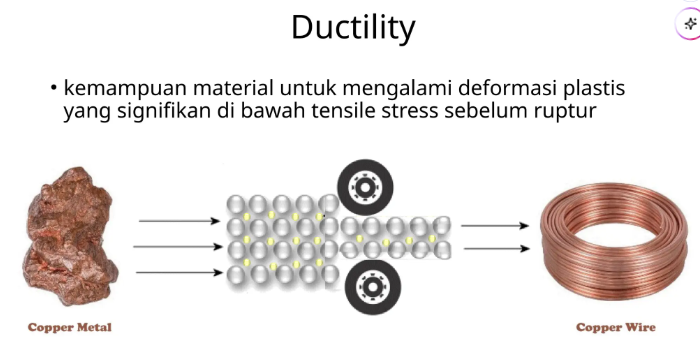 Ductility
• kemampuan material untuk mengalami deformasi plastis
yang signifikan di bawah tensile stress sebelum ruptur
Copper Metal
Copper Wire